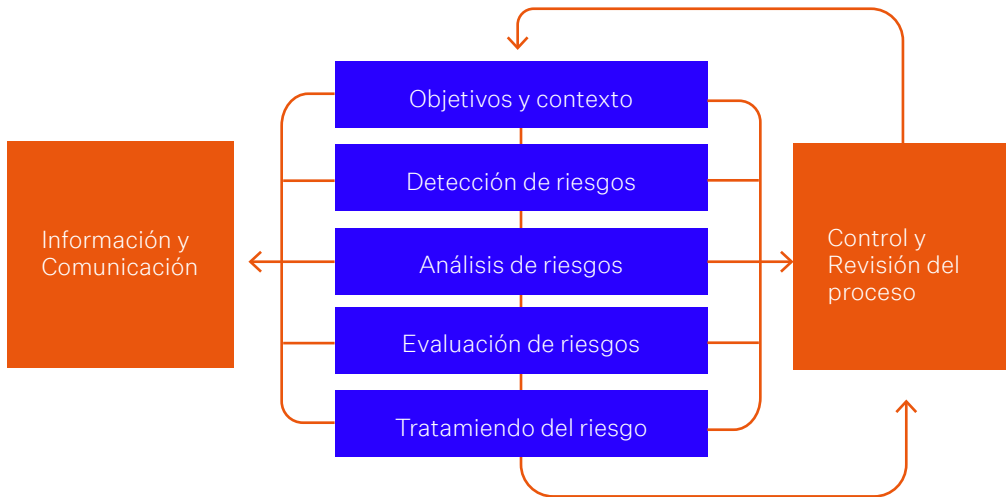 Objetivos y contexto
Detección de riesgos
Información y
Comunicación
Análisis de riesgos
Control y
Revisión del
proceso
Evaluación de riesgos
Tratamiendo del riesgo